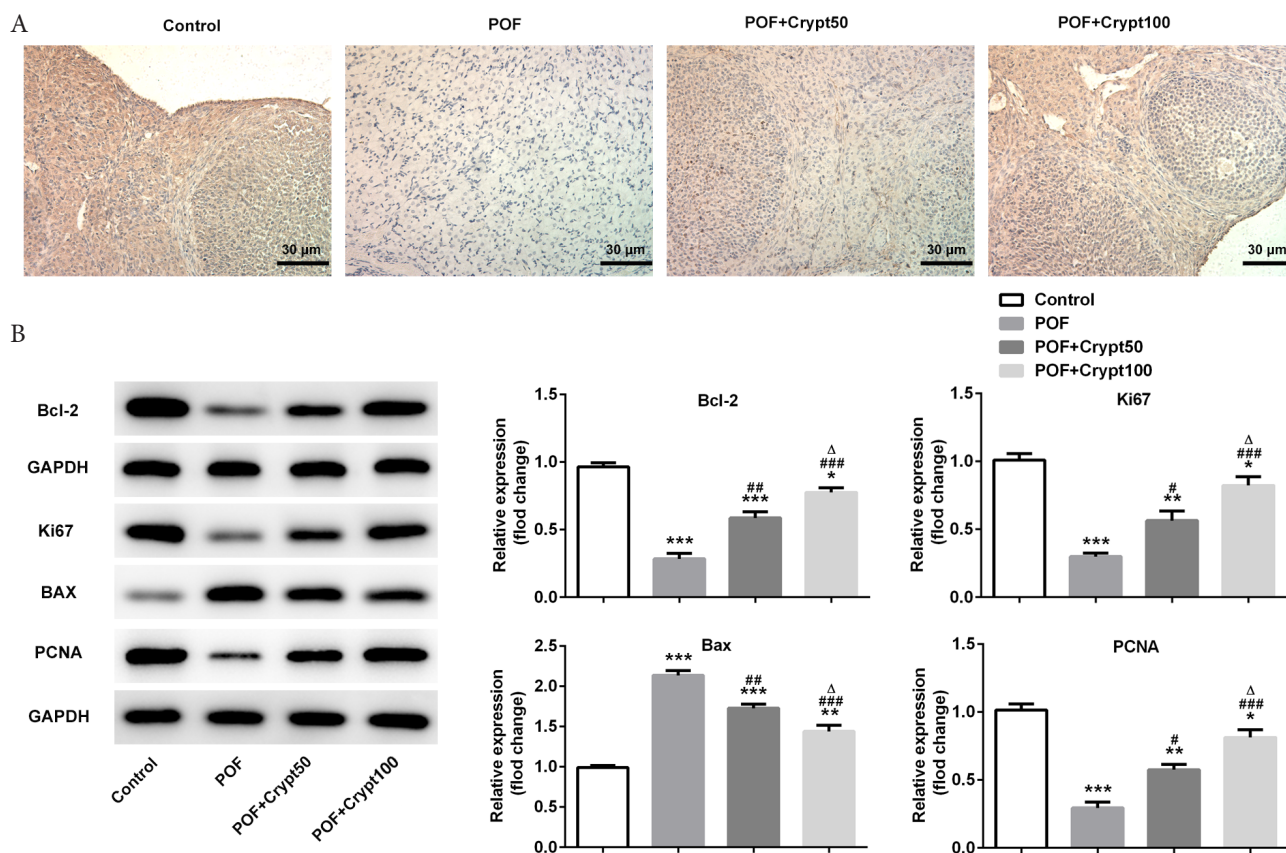 A
Control
POF
POF+Crypt50
POF+Crypt100
30 µm
30 µm
30 µm
30 µm
Control
POF
POF+Crypt50
POF+Crypt100
B
Bcl-2
GAPDH
Ki67
BAX
PCNA
GAPDH
Control
POF
POF+Crypt50
POF+Crypt100
Bcl-2
Relative expression
(flod change)
1.5
1.0
0.5
0.0
***
##
***
Δ
###
*
Ki67
Relative expression
(flod change)
1.5
1.0
0.5
0.0
***
#
**
Δ
###
*
Bax
Relative expression
(flod change)
2.5
2.0
1.5
1.0
0.5
0.0
***
##
***
Δ
###
**
PCNA
Relative expression
(flod change)
1.5
1.0
0.5
0.0
***
#
**
Δ
###
*